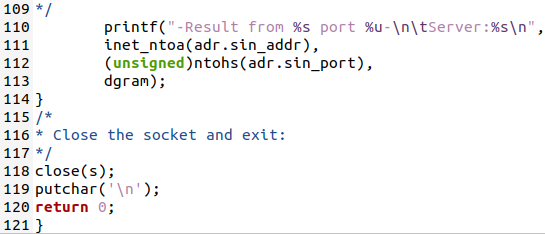 109 */
110         printf("-Result from %s port %u-\n\tServer:%s\n",
111         inet_ntoa(adr.sin_addr),
112         (unsigned)ntohs(adr.sin_port),
113         dgram);
114 }
115 /*
116 * Close the socket and exit:
117 */
118 close(s);
119 putchar('\n');
120 return 0;
121 }